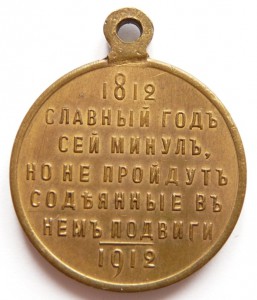 1812
СЛАВНЫЙ ГОДЪ
СЕЙ МИНУЛЪ,
НО НЕ ПРОЙДУТЪ
СОДѢЯННЫЕ ВЪ
НЕМЪ ПОДВИГИ
1912